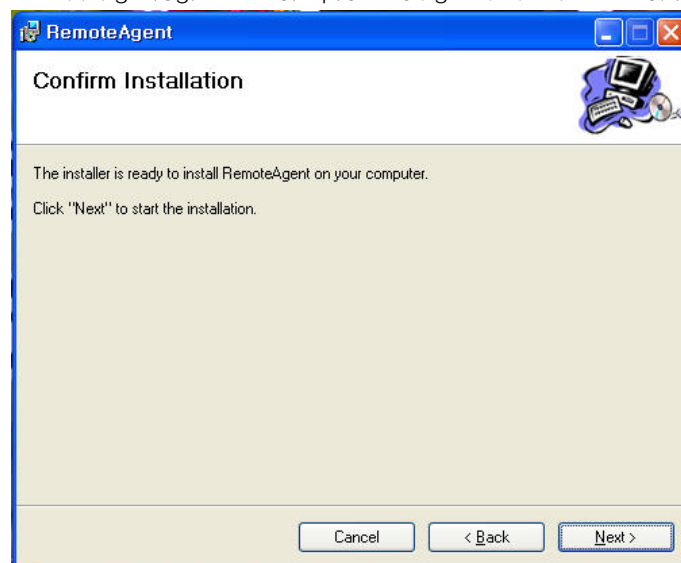 RemoteAgent
Confirm Installation
The installer is ready to install RemoteAgent on your computer.
Click "Next" to start the installation.
Cancel
< Back
Next >